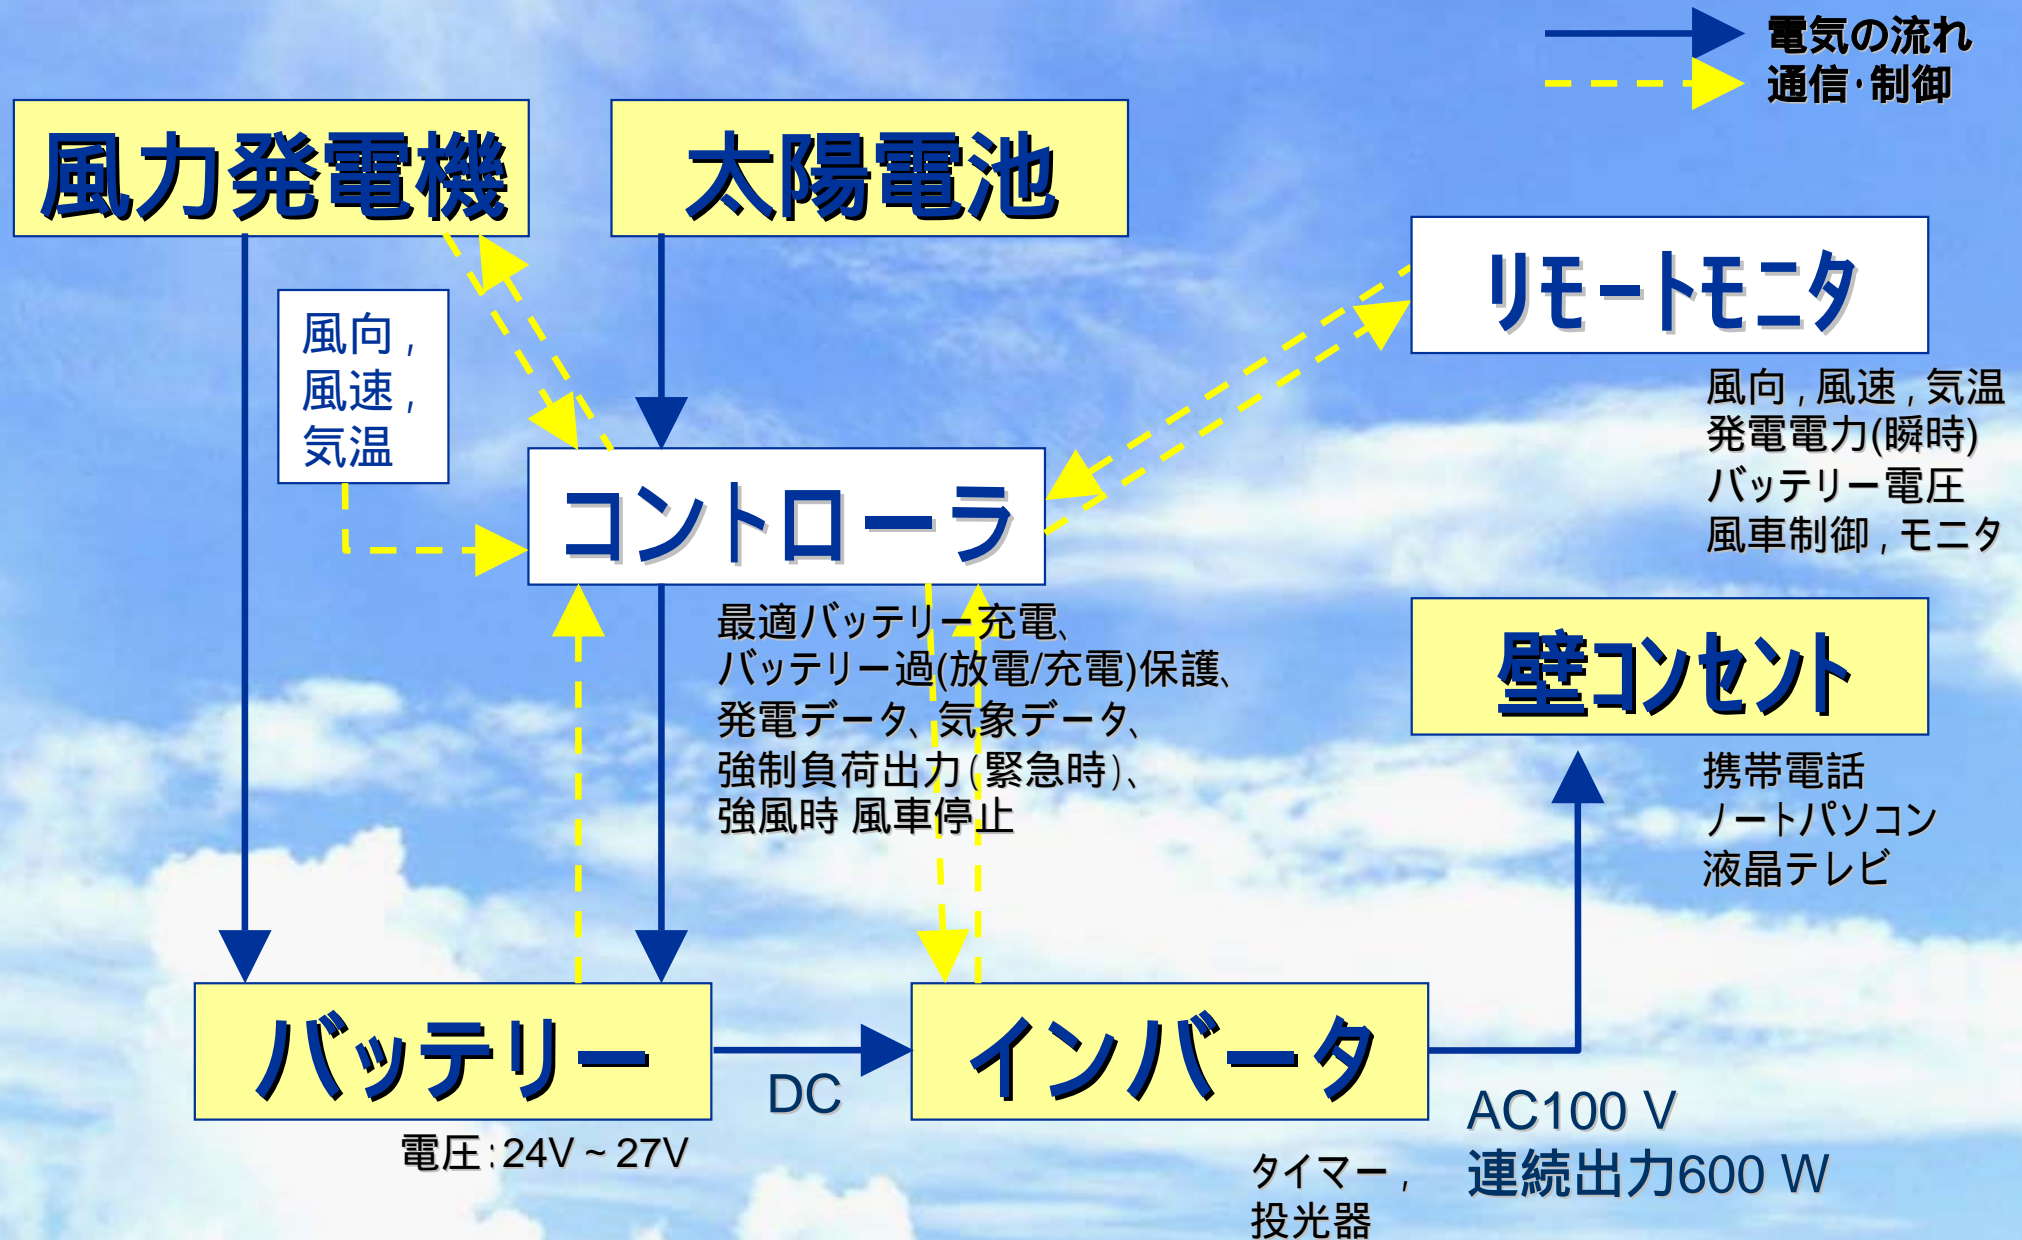 電気の流れ
通信・制御
風力発電機
太陽電池
リモートモニタ
風向,
風速,
気温
風向,風速,気温
発電電力(瞬時)
バッテリー電圧
風車制御,モニタ
コントローラ
最適バッテリー充電、
バッテリー過(放電/充電)保護、
発電データ、気象データ、
強制負荷出力(緊急時)、
強風時 風車停止
壁コンセント
携帯電話
ノートパソコン
液晶テレビ
バッテリー
DC
インバータ
電圧:24V~27V
AC100 V
連続出力600 W
タイマー,
投光器